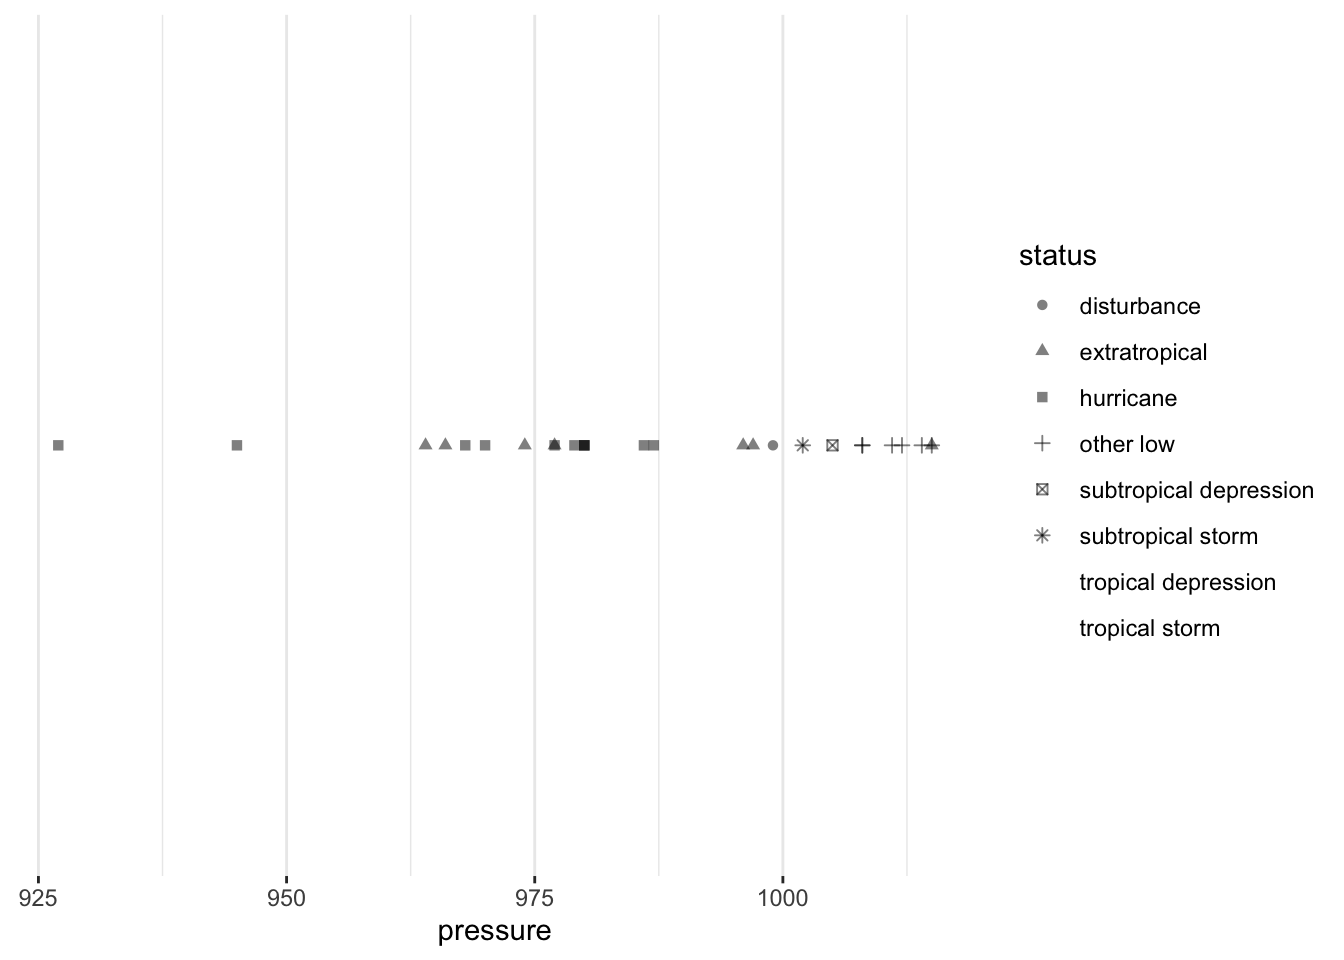 status
disturbance
extratropical
hurricane
other low
subtropical depression
subtropical storm
tropical depression
tropical storm
925 950 975 1000
pressure